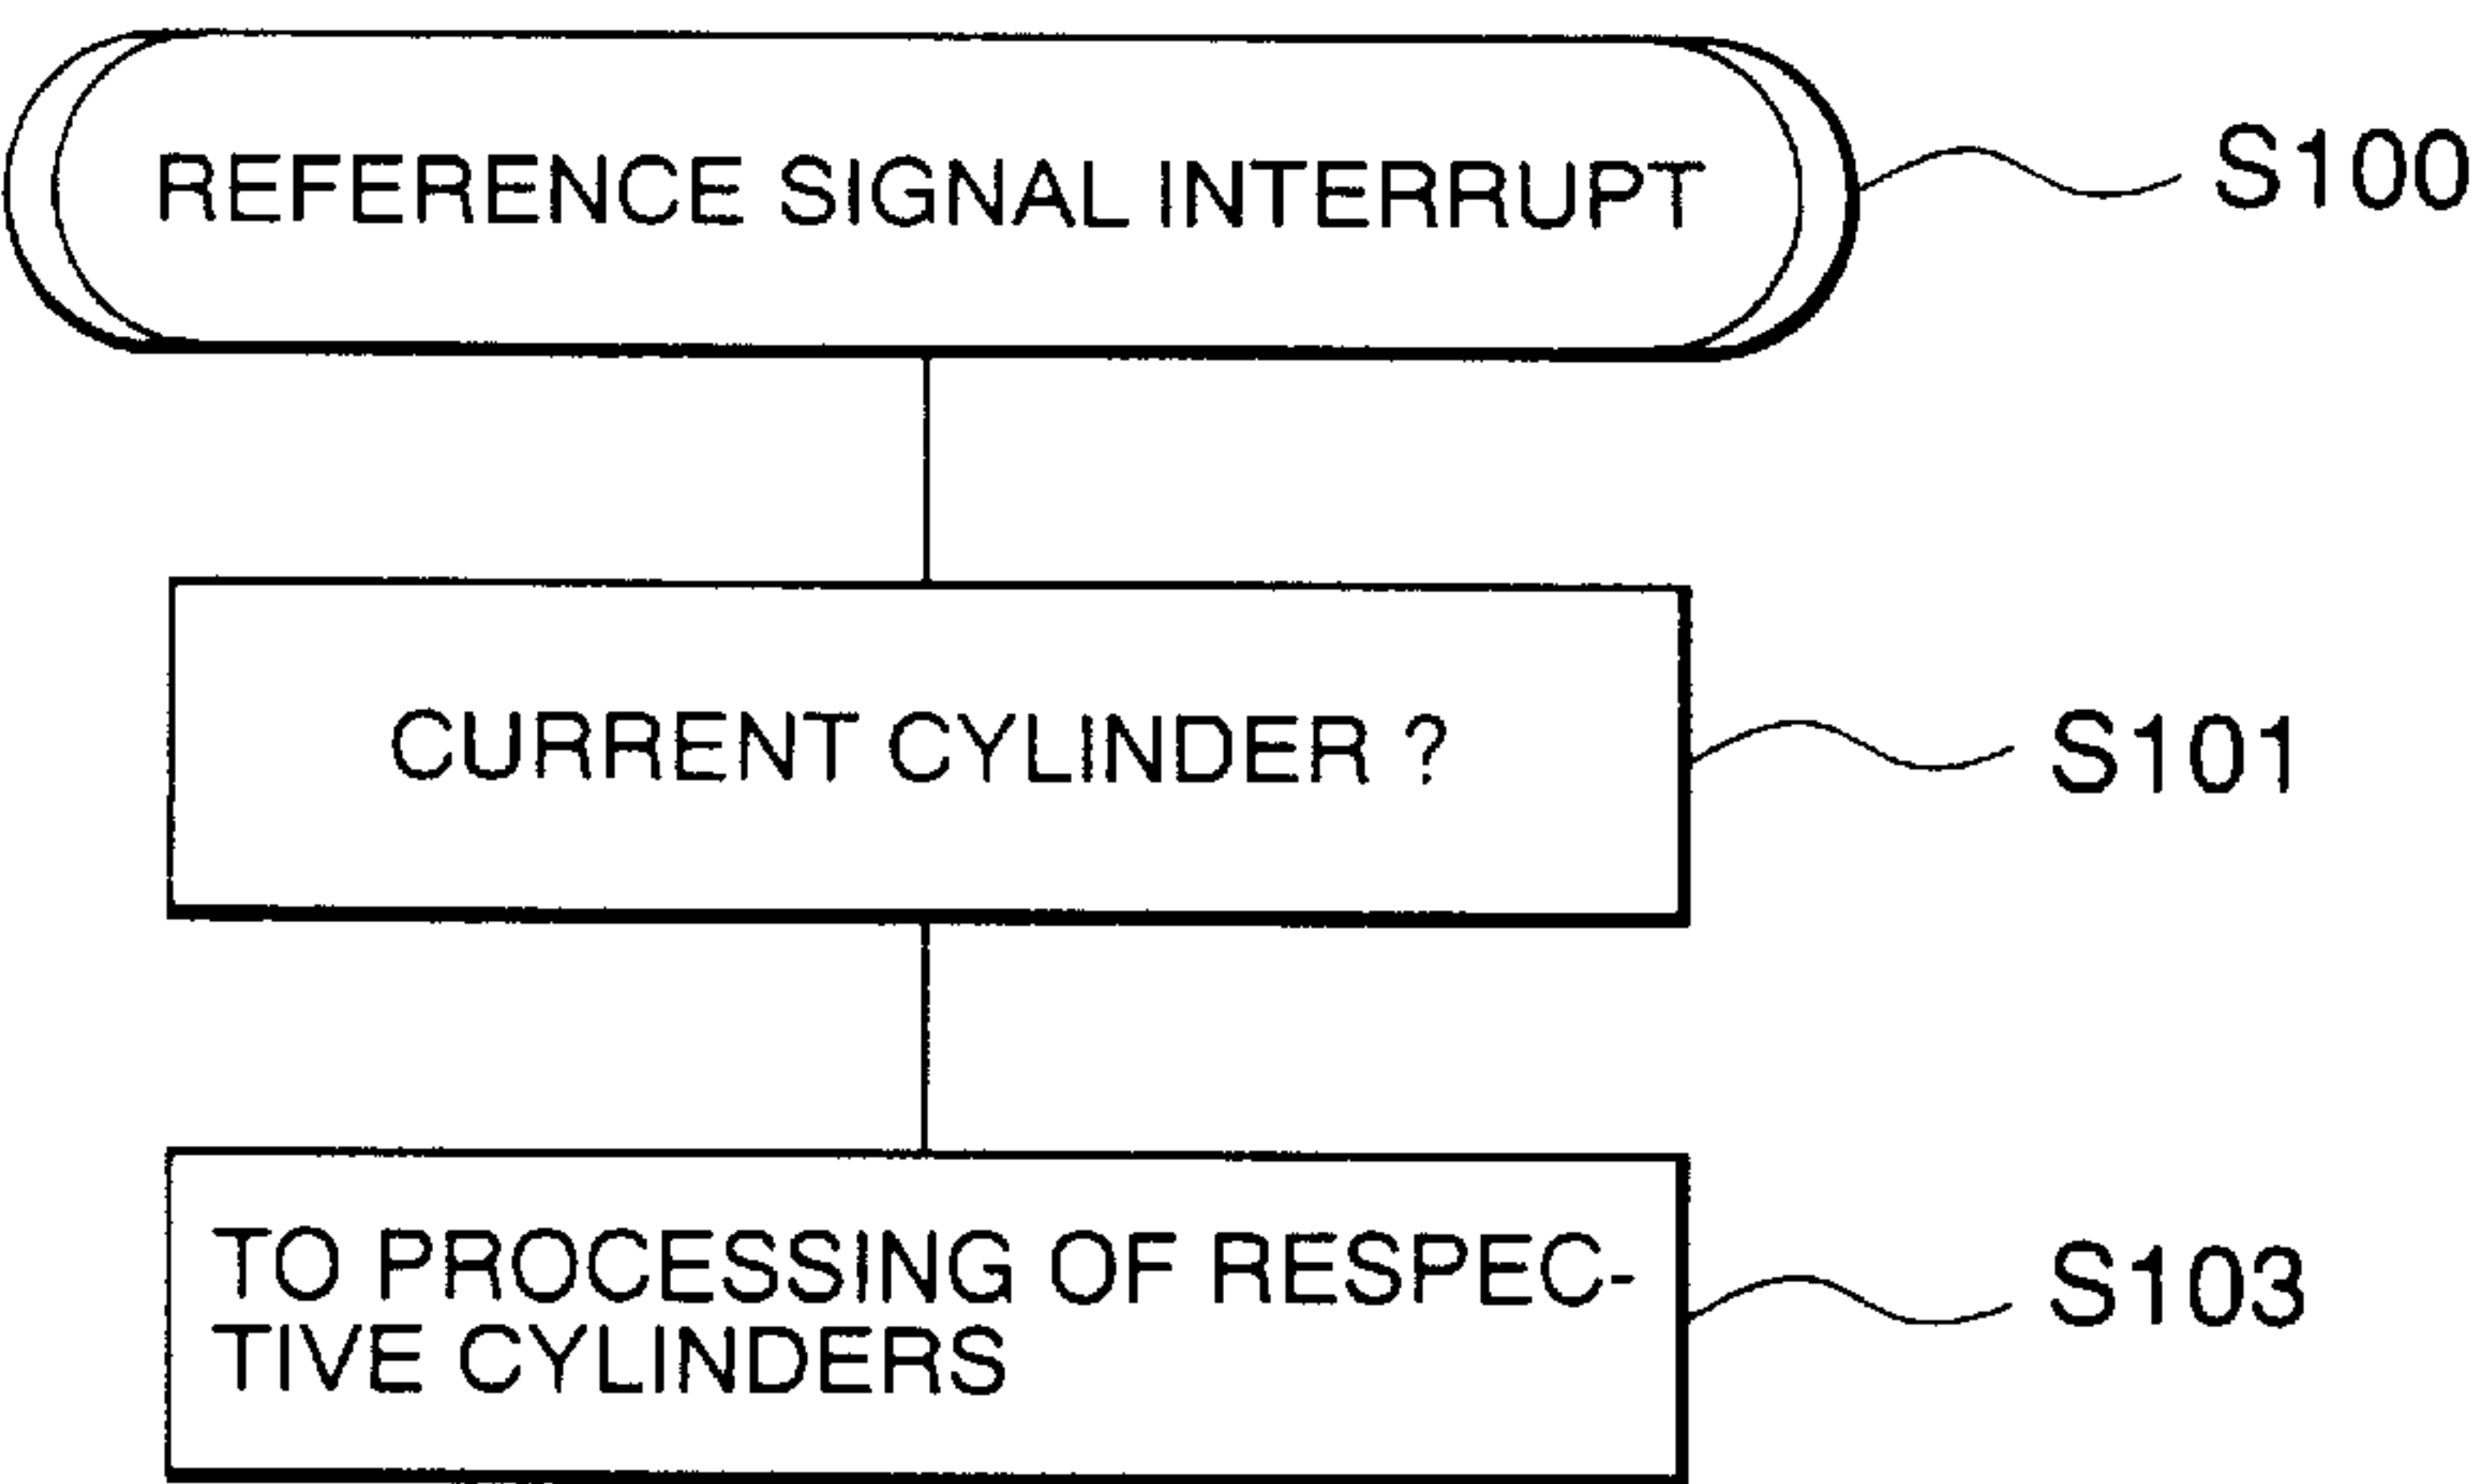 REFERENCE SIGNAL INTERRUPT
S100
CURRENT CYLINDER ?
S101
TO PROCESSING OF RESPEC-
TIVE CYLINDERS
S103